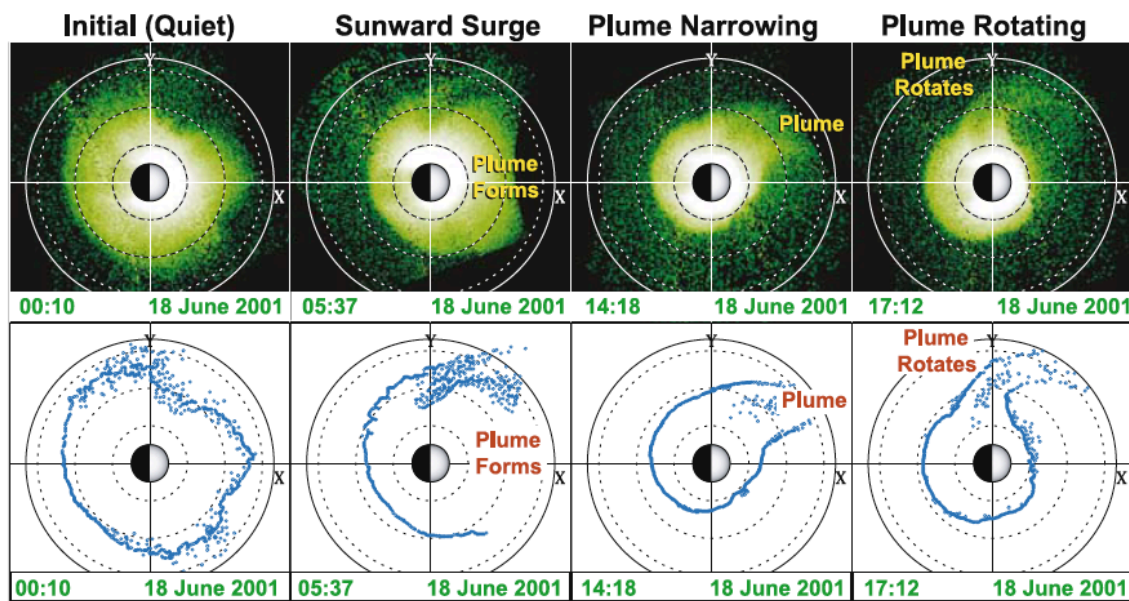 Initial (Quiet)
Sunward Surge
Plume Narrowing
Plume Rotating
Y
X
00:10 18 June 2001
Y
Plume
Forms
X
05:37 18 June 2001
Y
Plume
X
14:18 18 June 2001
Plume
Rotates
Y
X
17:12 18 June 2001
Y
X
00:10 18 June 2001
Y
Plume
Forms
X
05:37 18 June 2001
Y
Plume
X
14:18 18 June 2001
Plume
Rotates
Y
X
17:12 18 June 2001